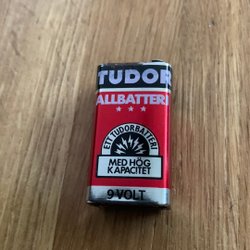 TUDOR
ALLBATTERI
ETT TUDORBATTERI
MED HÖG
KAPACITET
9 VOLT